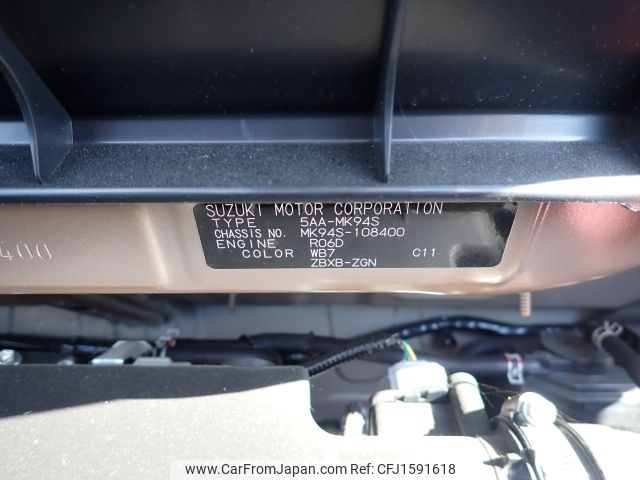 SUZUKI MOTOR CORPORATION
TYPE 5AA-MK94S
CHASSIS NO. MK94S-108400
ENGINE R06D
COLOR WB7 C11
ZBXB-ZGN
400
www.CarFromJapan.com - CFJ1591618